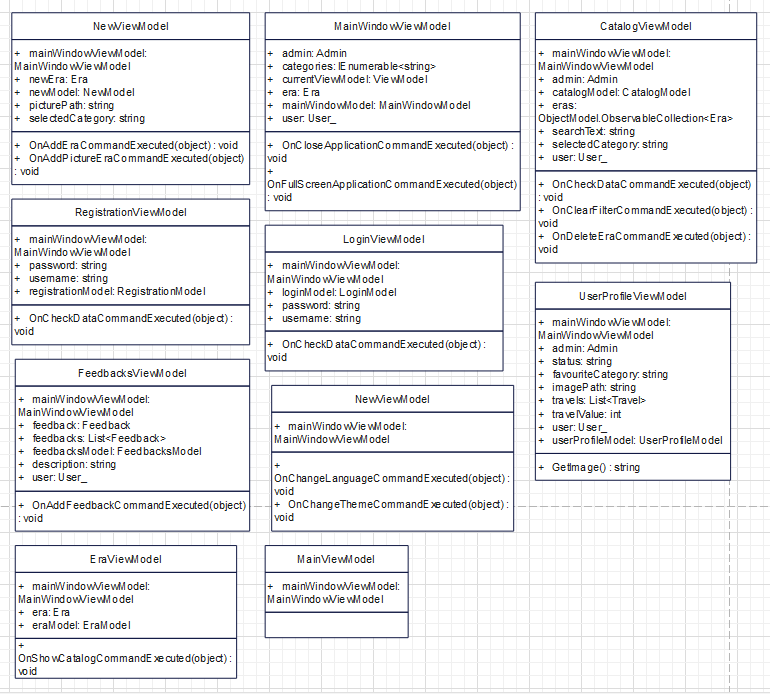 NewViewModel
+ mainWindowViewModel:
MainWindowViewModel
+ newEra: Era
+ newModel: NewModel
+ picturePath: string
+ selectedCategory: string
+ OnAddEraCommandExecuted(object) : void
+ OnAddPictureEraCommandExecuted(object)
: void
MainWindowViewModel
+ admin: Admin
+ categories: IEnumerable<string>
+ currentViewModel: ViewModel
+ era: Era
+ mainWindowModel: MainWindowModel
+ user: User_
+ OnCloseApplicationCommandExecuted(object) :
void
+
OnFullScreenApplicationCommandExecuted(object)
: void
CatalogViewModel
+ mainWindowViewModel:
MainWindowViewModel
+ admin: Admin
+ catalogModel: CatalogModel
+ eras:
ObjectModel.ObservableCollection<Era>
+ searchText: string
+ selectedCategory: string
+ user: User_
+ OnCheckDataCommandExecuted(object)
: void
+ OnClearFilterCommandExecuted(object) :
void
+ OnDeleteEraCommandExecuted(object) :
void
RegistrationViewModel
+ mainWindowViewModel:
MainWindowViewModel
+ password: string
+ username: string
+ registrationModel: RegistrationModel
+ OnCheckDataCommandExecuted(object) :
void
LoginViewModel
+ mainWindowViewModel:
MainWindowViewModel
+ loginModel: LoginModel
+ password: string
+ username: string
+ OnCheckDataCommandExecuted(object) :
void
UserProfileViewModel
+ mainWindowViewModel:
MainWindowViewModel
+ admin: Admin
+ status: string
+ favouriteCategory: string
+ imagePath: string
+ travels: List<Travel>
+ travelValue: int
+ user: User_
+ userProfileModel: UserProfileModel
+ GetImage() : string
FeedbacksViewModel
+ mainWindowViewModel:
MainWindowViewModel
+ feedback: Feedback
+ feedbacks: List<Feedback>
+ feedbacksModel: FeedbacksModel
+ description: string
+ user: User_
+ OnAddFeedbackCommandExecuted(object)
: void
NewViewModel
+ mainWindowViewModel:
MainWindowViewModel
+
OnChangeLanguageCommandExecuted(object) :
void
+ OnChangeThemeCommandExecuted(object) :
void
EraViewModel
+ mainWindowViewModel:
MainWindowViewModel
+ era: Era
+ eraModel: EraModel
+
OnShowCatalogCommandExecuted(object) :
void
MainViewModel
+ mainWindowViewModel:
MainWindowViewModel